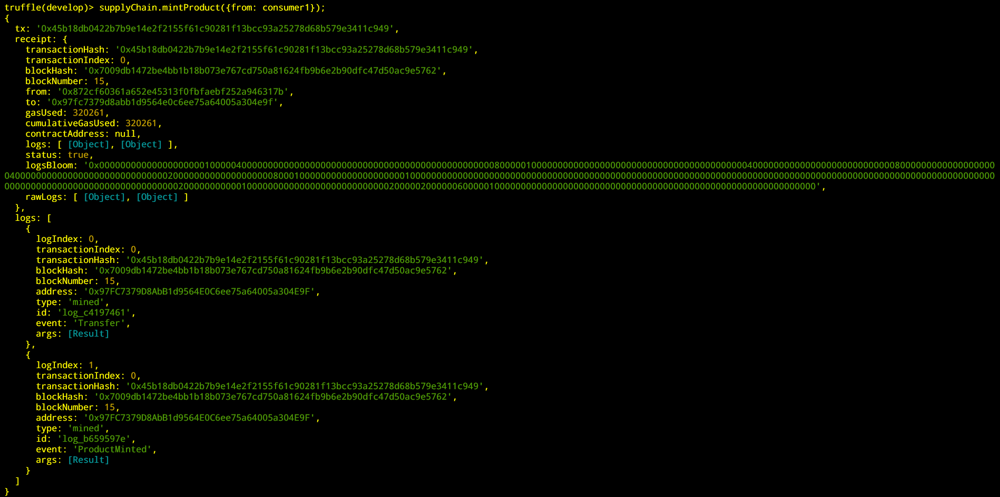 truffle(develop)> supplyChain.mintProduct({from: consumer1});
{
  tx: '0x45b18db0422b7b9e14e2f2155f61c90281f13bcc93a25278d68b579e3411c949',
  receipt: {
    transactionHash: '0x45b18db0422b7b9e14e2f2155f61c90281f13bcc93a25278d68b579e3411c949',
    transactionIndex: 0,
    blockHash: '0x7009db1472be4bb1b18b073e767cd750a81624fb9b6e2b90dfc47d50ac9e5762',
    blockNumber: 15,
    from: '0x872cf60361a652e45313f0fbfaebf252a946317b',
    to: '0x97fc7379d8abb1d9564e0c6ee75a64005a304e9f',
    gasUsed: 320261,
    cumulativeGasUsed: 320261,
    contractAddress: null,
    logs: [ [Object], [Object] ],
    status: true,
    logsBloom:
    rawLogs: [ [Object], [Object] ]
  },
  logs: [
    {
      logIndex: 0,
      transactionIndex: 0,
      transactionHash: '0x45b18db0422b7b9e14e2f2155f61c90281f13bcc93a25278d68b579e3411c949',
      blockHash: '0x7009db1472be4bb1b18b073e767cd750a81624fb9b6e2b90dfc47d50ac9e5762',
      blockNumber: 15,
      address: '0x97FC7379D8AbB1d9564E0C6ee75a64005a304E9F',
      type: 'mined',
      id: 'log_c4197461',
      event: 'Transfer',
      args: [Result]
    },
    {
      logIndex: 1,
      transactionIndex: 0,
      transactionHash: '0x45b18db0422b7b9e14e2f2155f61c90281f13bcc93a25278d68b579e3411c949',
      blockHash: '0x7009db1472be4bb1b18b073e767cd750a81624fb9b6e2b90dfc47d50ac9e5762',
      blockNumber: 15,
      address: '0x97FC7379D8AbB1d9564E0C6ee75a64005a304E9F',
      type: 'mined',
      id: 'log_b659597e',
      event: 'ProductMinted',
      args: [Result]
    }
  ]
}